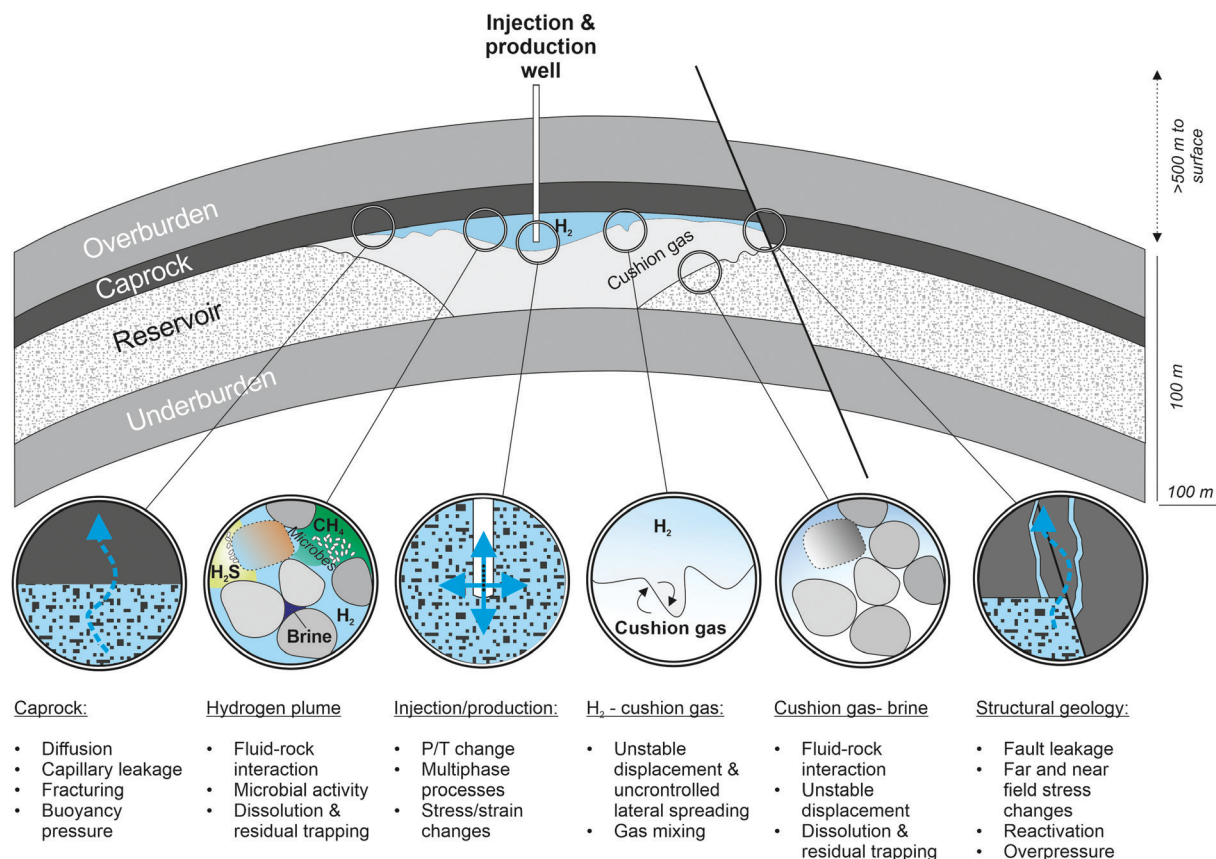 Injection &
production
well
>500 m to
surface
Overburden
H₂
Cushion gas
Caprock
Reservoir
Underburden
100 m
100 m
CH₄
Microbes
H₂S
H₂
Brine
H₂
Cushion gas
Caprock:
• Diffusion
• Capillary leakage
• Fracturing
• Buoyancy
pressure
Hydrogen plume
• Fluid-rock
interaction
• Microbial activity
• Dissolution &
residual trapping
Injection/production:
• P/T change
• Multiphase
processes
• Stress/strain
changes
H₂ - cushion gas:
• Unstable
displacement &
uncontrolled
lateral spreading
• Gas mixing
Cushion gas- brine
• Fluid-rock
interaction
• Unstable
displacement
• Dissolution &
residual trapping
Structural geology:
• Fault leakage
• Far and near
field stress
changes
• Reactivation
• Overpressure